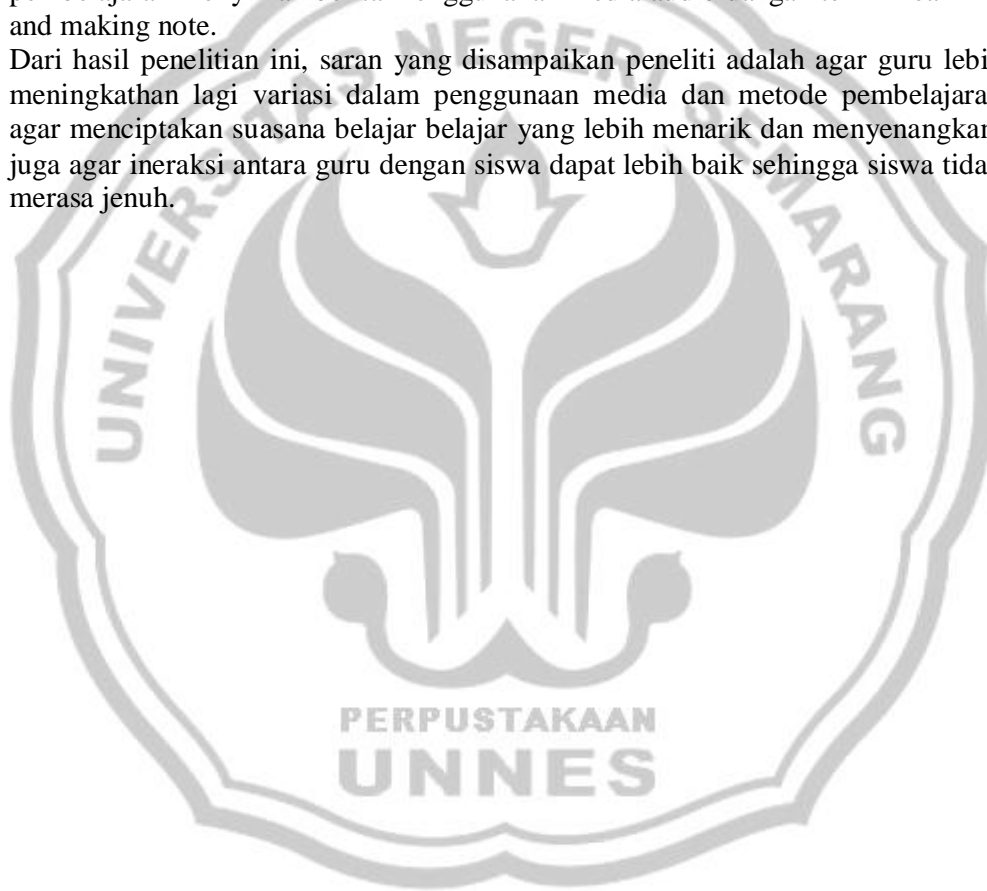 and making note.
Dari hasil penelitian ini, saran yang disampaikan peneliti adalah agar guru lebi
meningkathan lagi variasi dalam penggunaan media dan metode pembelajara
agar menciptakan suasana belajar belajar yang lebih menarik dan menyenangkan
juga agar ineraksi antara guru dengan siswa dapat lebih baik sehingga siswa tida
merasa jenuh.
UNIVERSITAS NEGERI SEMARANG
PERPUSTAKAAN
UNNES